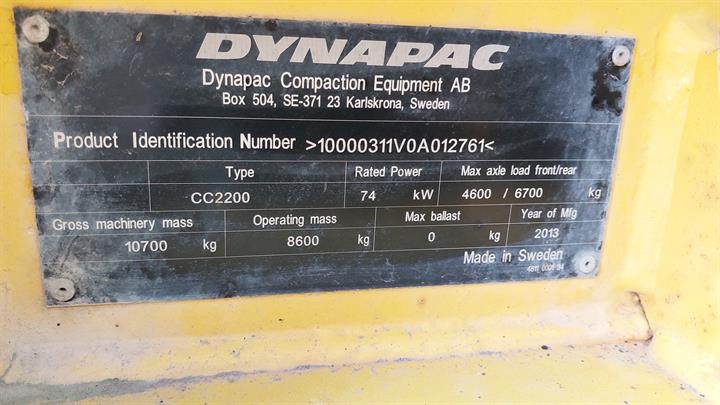 DYNAPAC
Dynapac Compaction Equipment AB
Box 504, SE-371 23 Karlskrona, Sweden
Product Identification Number >10000311V0A012761<
Type Rated Power Max axle load front/rear
CC2200 74 kW 4600 / 6700 kg
Gross machinery mass Operating mass Max ballast Year of Mfg
10700 kg 8600 kg 0 kg 2013
Made in Sweden